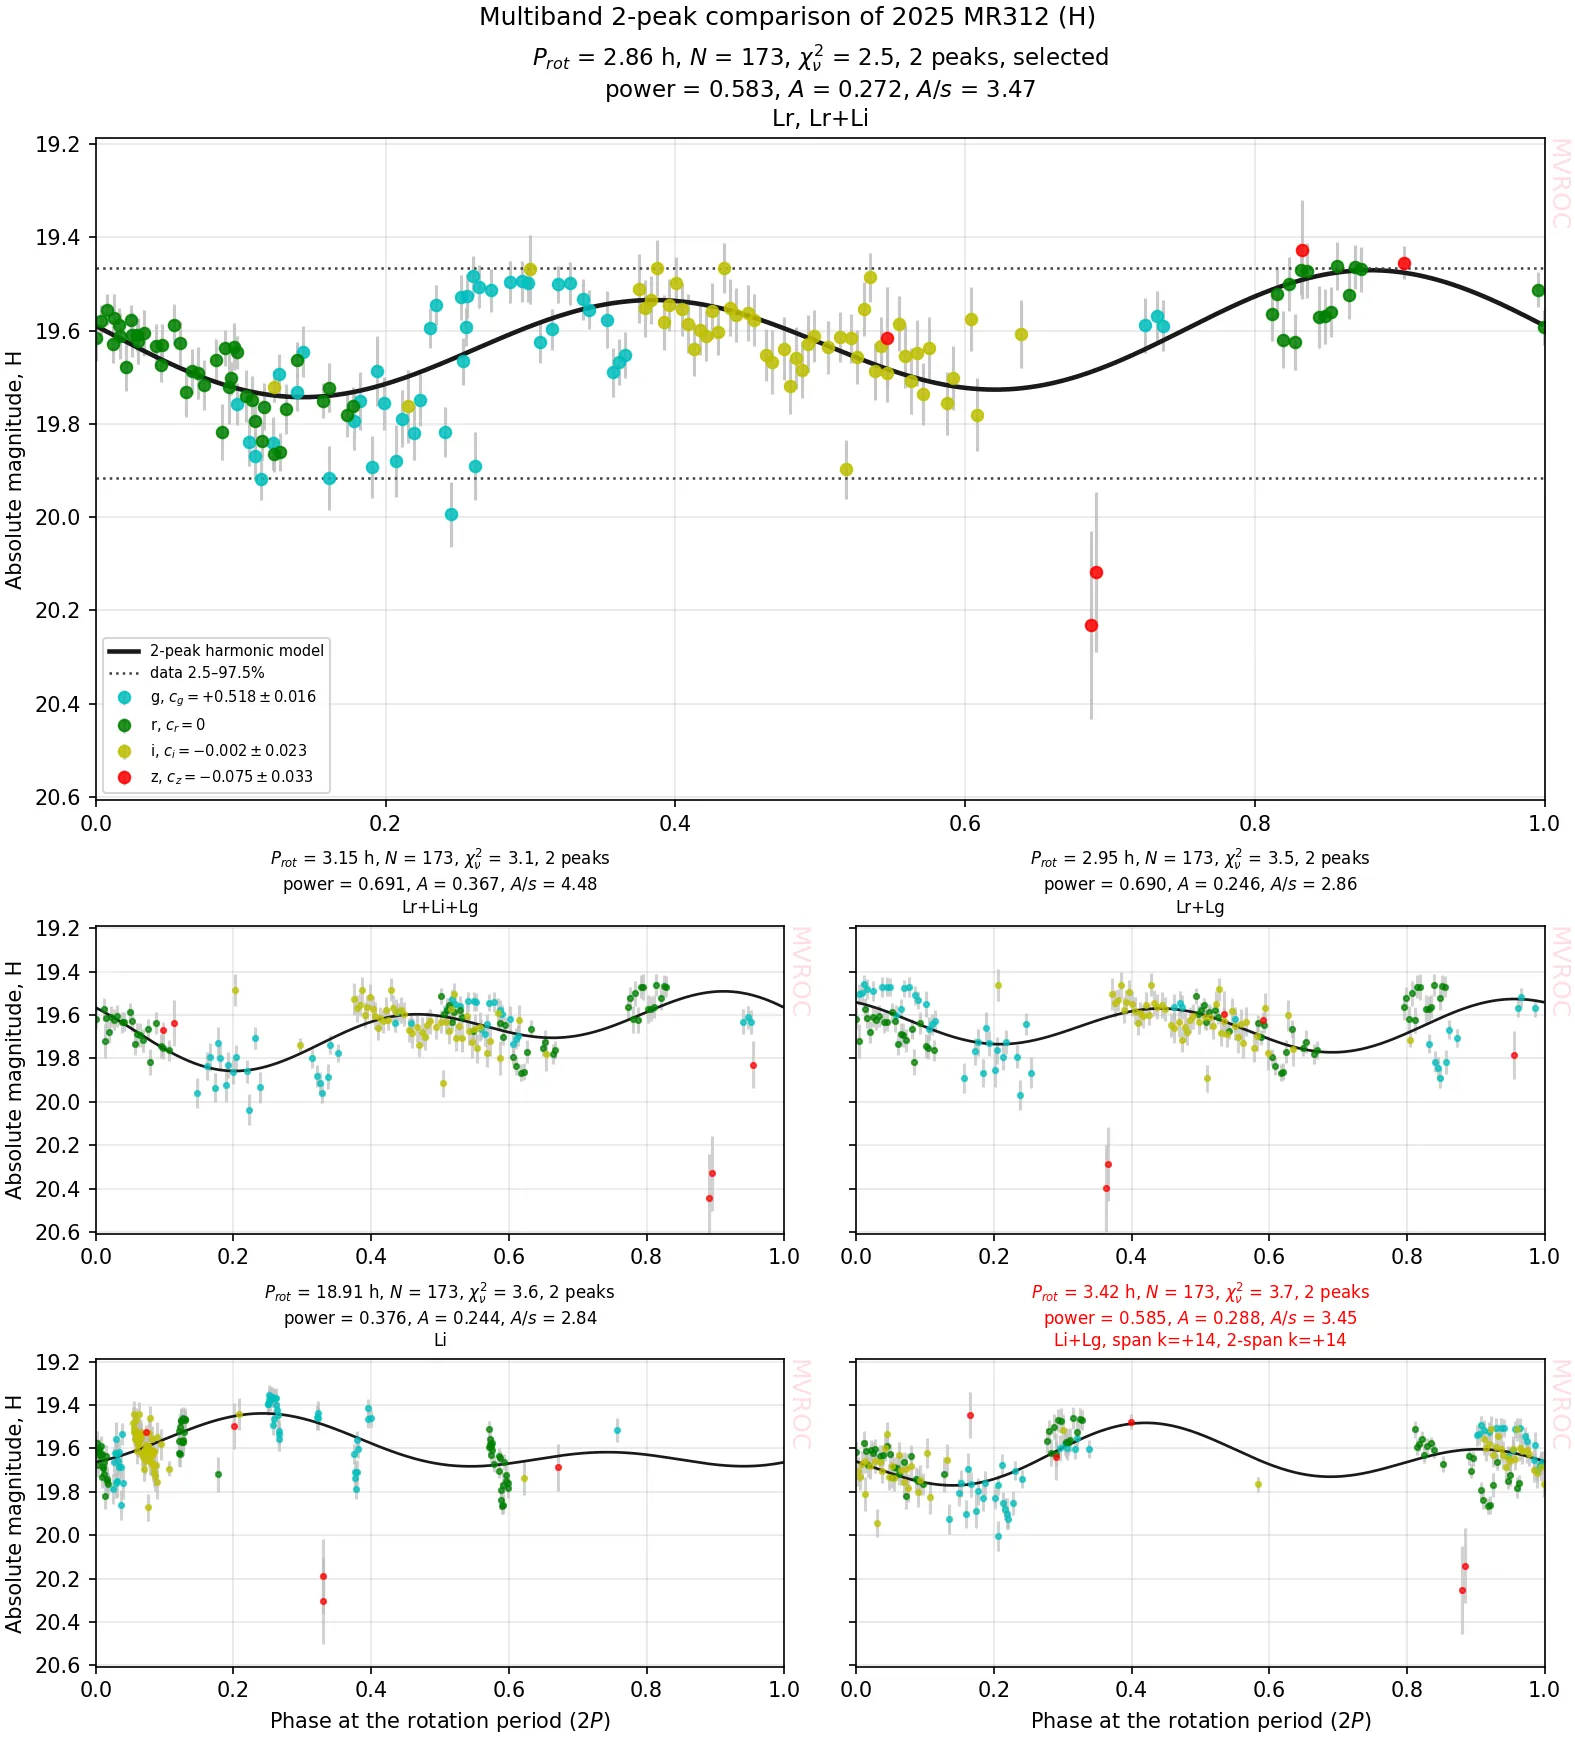 Multiband 2-peak comparison of 2025 MR312 (H)
P_rot = 2.86 h, N = 173, χ²_ν = 2.5, 2 peaks, selected
power = 0.583, A = 0.272, A/s = 3.47
Lr, Lr+Li
MVROC
Absolute magnitude, H
19.2
19.4
19.6
19.8
20.0
20.2
20.4
20.6
2-peak harmonic model
data 2.5–97.5%
g, c_g = +0.518 ± 0.016
r, c_r = 0
i, c_i = −0.002 ± 0.023
z, c_z = −0.075 ± 0.033
0.0 0.2 0.4 0.6 0.8 1.0
P_rot = 3.15 h, N = 173, χ²_ν = 3.1, 2 peaks
power = 0.691, A = 0.367, A/s = 4.48
Lr+Li+Lg
MVROC
Absolute magnitude, H
19.2
19.4
19.6
19.8
20.0
20.2
20.4
20.6
0.0 0.2 0.4 0.6 0.8 1.0
P_rot = 2.95 h, N = 173, χ²_ν = 3.5, 2 peaks
power = 0.690, A = 0.246, A/s = 2.86
Lr+Lg
MVROC
0.0 0.2 0.4 0.6 0.8 1.0
P_rot = 18.91 h, N = 173, χ²_ν = 3.6, 2 peaks
power = 0.376, A = 0.244, A/s = 2.84
Li
MVROC
Absolute magnitude, H
19.2
19.4
19.6
19.8
20.0
20.2
20.4
20.6
0.0 0.2 0.4 0.6 0.8 1.0
Phase at the rotation period (2P)
P_rot = 3.42 h, N = 173, χ²_ν = 3.7, 2 peaks
power = 0.585, A = 0.288, A/s = 3.45
Li+Lg, span k=+14, 2-span k=+14
MVROC
0.0 0.2 0.4 0.6 0.8 1.0
Phase at the rotation period (2P)